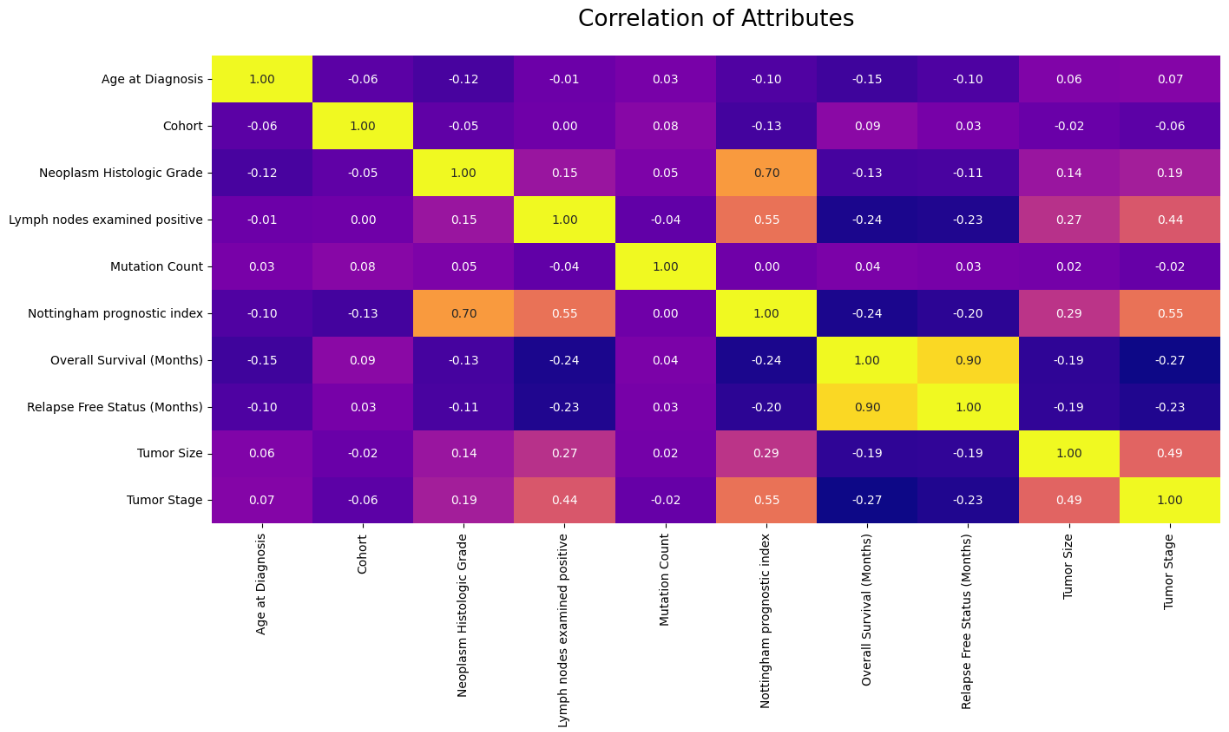 Correlation of Attributes
Age at Diagnosis 1.00 -0.06 -0.12 -0.01 0.03 -0.10 -0.15 -0.10 0.06 0.07
Cohort -0.06 1.00 -0.05 0.00 0.08 -0.13 0.09 0.03 -0.02 -0.06
Neoplasm Histologic Grade -0.12 -0.05 1.00 0.15 0.05 0.70 -0.13 -0.11 0.14 0.19
Lymph nodes examined positive -0.01 0.00 0.15 1.00 -0.04 0.55 -0.24 -0.23 0.27 0.44
Mutation Count 0.03 0.08 0.05 -0.04 1.00 0.00 0.04 0.03 0.02 -0.02
Nottingham prognostic index -0.10 -0.13 0.70 0.55 0.00 1.00 -0.24 -0.20 0.29 0.55
Overall Survival (Months) -0.15 0.09 -0.13 -0.24 0.04 -0.24 1.00 0.90 -0.19 -0.27
Relapse Free Status (Months) -0.10 0.03 -0.11 -0.23 0.03 -0.20 0.90 1.00 -0.19 -0.23
Tumor Size 0.06 -0.02 0.14 0.27 0.02 0.29 -0.19 -0.19 1.00 0.49
Tumor Stage 0.07 -0.06 0.19 0.44 -0.02 0.55 -0.27 -0.23 0.49 1.00
Age at Diagnosis
Cohort
Neoplasm Histologic Grade
Lymph nodes examined positive
Mutation Count
Nottingham prognostic index
Overall Survival (Months)
Relapse Free Status (Months)
Tumor Size
Tumor Stage